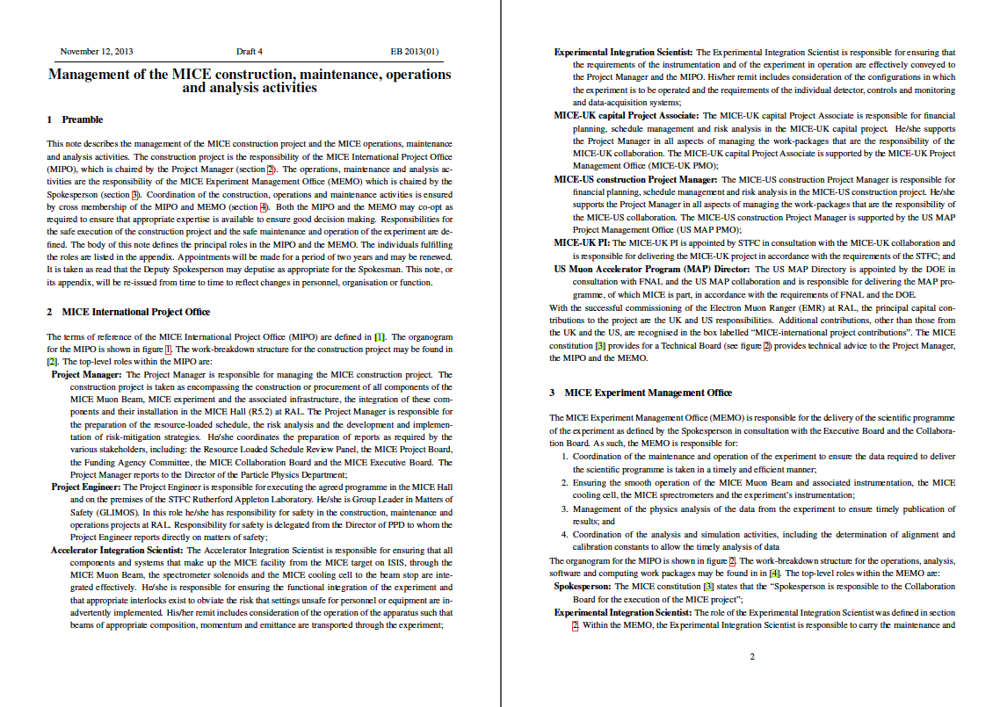 November 12, 2013 Draft 4 EB 2013(01)
Management of the MICE construction, maintenance, operations
and analysis activities
1 Preamble
This note describes the management of the MICE construction project and the MICE operations, maintenance
and analysis activities. The construction project is the responsibility of the MICE International Project Office
(MIPO), which is chaired by the Project Manager (section 2). The operations, maintenance and analysis ac-
tivities are the responsibility of the MICE Experiment Management Office (MEMO) which is chaired by the
Spokesperson (section 3). Coordination of the construction, operations and maintenance activities is ensured
by cross membership of the MIPO and MEMO (section 4). Both the MIPO and the MEMO may co-opt as
required to ensure that appropriate expertise is available to ensure good decision making. Responsibilities for
the safe execution of the construction project and the safe maintenance and operation of the experiment are de-
fined. The body of this note defines the principal roles in the MIPO and the MEMO. The individuals fulfilling
the roles are listed in the appendix. Appointments will be made for a period of two years and may be renewed.
It is taken as read that the Deputy Spokesperson may deputise as appropriate for the Spokesman. This note, or
its appendix, will be re-issued from time to time to reflect changes in personnel, organisation or function.
2 MICE International Project Office
The terms of reference of the MICE International Project Office (MIPO) are defined in [1]. The organogram
for the MIPO is shown in figure 1. The work-breakdown structure for the construction project may be found in
[2]. The top-level roles within the MIPO are:
Project Manager: The Project Manager is responsible for managing the MICE construction project. The
construction project is taken as encompassing the construction or procurement of all components of the
MICE Muon Beam, MICE experiment and the associated infrastructure, the integration of these com-
ponents and their installation in the MICE Hall (R5.2) at RAL. The Project Manager is responsible for
the preparation of the resource-loaded schedule, the risk analysis and the development and implemen-
tation of risk-mitigation strategies. He/she coordinates the preparation of reports as required by the
various stakeholders, including: the Resource Loaded Schedule Review Panel, the MICE Project Board,
the Funding Agency Committee, the MICE Collaboration Board and the MICE Executive Board. The
Project Manager reports to the Director of the Particle Physics Department;
Project Engineer: The Project Engineer is responsible for executing the agreed programme in the MICE Hall
and on the premises of the STFC Rutherford Appleton Laboratory. He/she is Group Leader in Matters of
Safety (GLIMOS). In this role he/she has responsibility for safety in the construction, maintenance and
operations projects at RAL. Responsibility for safety is delegated from the Director of PPD to whom the
Project Engineer reports directly on matters of safety;
Accelerator Integration Scientist: The Accelerator Integration Scientist is responsible for ensuring that all
components and systems that make up the MICE facility from the MICE target on ISIS, through the
MICE Muon Beam, the spectrometer solenoids and the MICE cooling cell to the beam stop are inte-
grated effectively. He/she is responsible for ensuring the functional integration of the experiment and
that appropriate interlocks exist to obviate the risk that settings unsafe for personnel or equipment are in-
advertently implemented. His/her remit includes consideration of the operation of the apparatus such that
beams of appropriate composition, momentum and emittance are transported through the experiment;
Experimental Integration Scientist: The Experimental Integration Scientist is responsible for ensuring that
the requirements of the instrumentation and of the experiment in operation are effectively conveyed to
the Project Manager and the MIPO. His/her remit includes consideration of the configurations in which
the experiment is to be operated and the requirements of the individual detector, controls and monitoring
and data-acquisition systems;
MICE-UK capital Project Associate: The MICE-UK capital Project Associate is responsible for financial
planning, schedule management and risk analysis in the MICE-UK capital project. He/she supports
the Project Manager in all aspects of managing the work-packages that are the responsibility of the
MICE-UK collaboration. The MICE-UK capital Project Associate is supported by the MICE-UK Project
Management Office (MICE-UK PMO);
MICE-US construction Project Manager: The MICE-US construction Project Manager is responsible for
financial planning, schedule management and risk analysis in the MICE-US construction project. He/she
supports the Project Manager in all aspects of managing the work-packages that are the responsibility of
the MICE-US collaboration. The MICE-US construction Project Manager is supported by the US MAP
Project Management Office (US MAP PMO);
MICE-UK PI: The MICE-UK PI is appointed by STFC in consultation with the MICE-UK collaboration and
is responsible for delivering the MICE-UK project in accordance with the requirements of the STFC; and
US Muon Accelerator Program (MAP) Director: The US MAP Directory is appointed by the DOE in
consultation with FNAL and the US MAP collaboration and is responsible for delivering the MAP pro-
gramme, of which MICE is part, in accordance with the requirements of FNAL and the DOE.
With the successful commissioning of the Electron Muon Ranger (EMR) at RAL, the principal capital con-
tributions to the project are the UK and US responsibilities. Additional contributions, other than those from
the UK and the US, are recognised in the box labelled “MICE-international project contributions”. The MICE
constitution [3] provides for a Technical Board (see figure 2) provides technical advice to the Project Manager,
the MIPO and the MEMO.
3 MICE Experiment Management Office
The MICE Experiment Management Office (MEMO) is responsible for the delivery of the scientific programme
of the experiment as defined by the Spokesperson in consultation with the Executive Board and the Collabora-
tion Board. As such, the MEMO is responsible for:
1. Coordination of the maintenance and operation of the experiment to ensure the data required to deliver
the scientific programme is taken in a timely and efficient manner;
2. Ensuring the smooth operation of the MICE Muon Beam and associated instrumentation, the MICE
cooling cell, the MICE spectrometers and the experiment’s instrumentation;
3. Management of the physics analysis of the data from the experiment to ensure timely publication of
results; and
4. Coordination of the analysis and simulation activities, including the determination of alignment and
calibration constants to allow the timely analysis of data
The organogram for the MIPO is shown in figure 2. The work-breakdown structure for the operations, analysis,
software and computing work packages may be found in in [4]. The top-level roles within the MEMO are:
Spokesperson: The MICE constitution [3] states that the “Spokesperson is responsible to the Collaboration
Board for the execution of the MICE project”;
Experimental Integration Scientist: The role of the Experimental Integration Scientist was defined in section
2. Within the MEMO, the Experimental Integration Scientist is responsible to carry the maintenance and
2